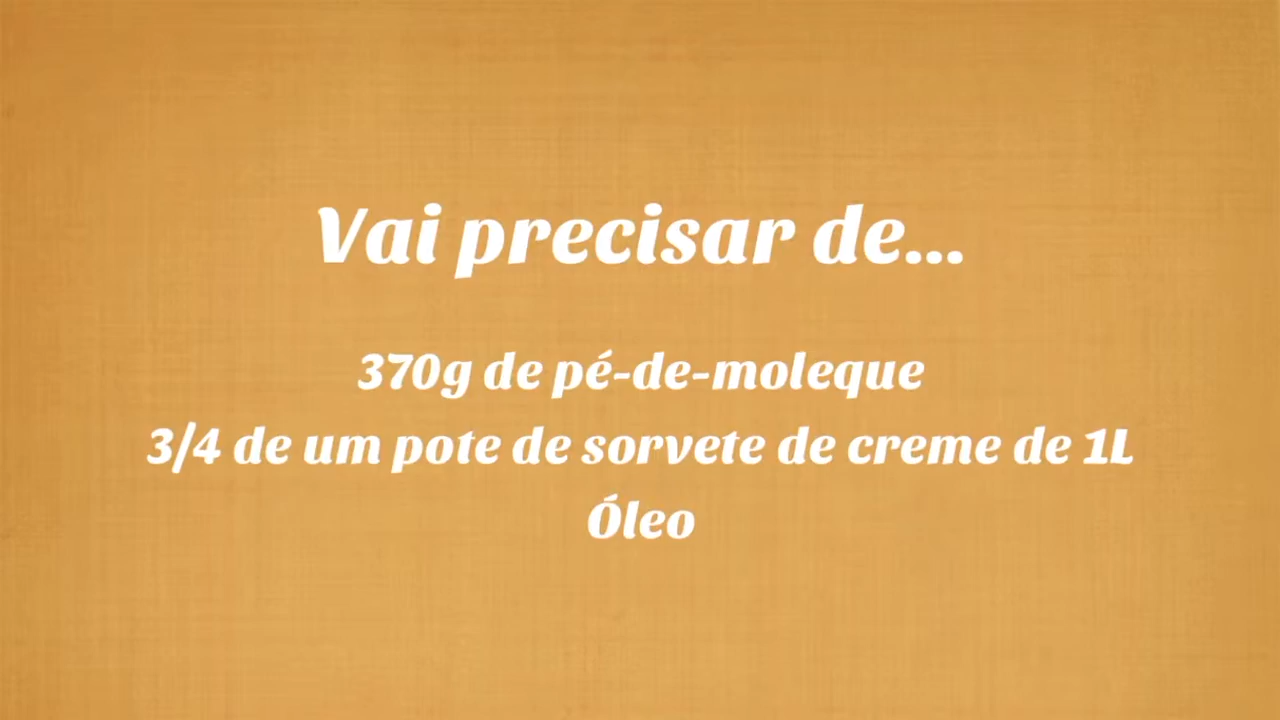 Vai precisar de...
370g de pé-de-moleque
3/4 de um pote de sorvete de creme de 1L
Óleo